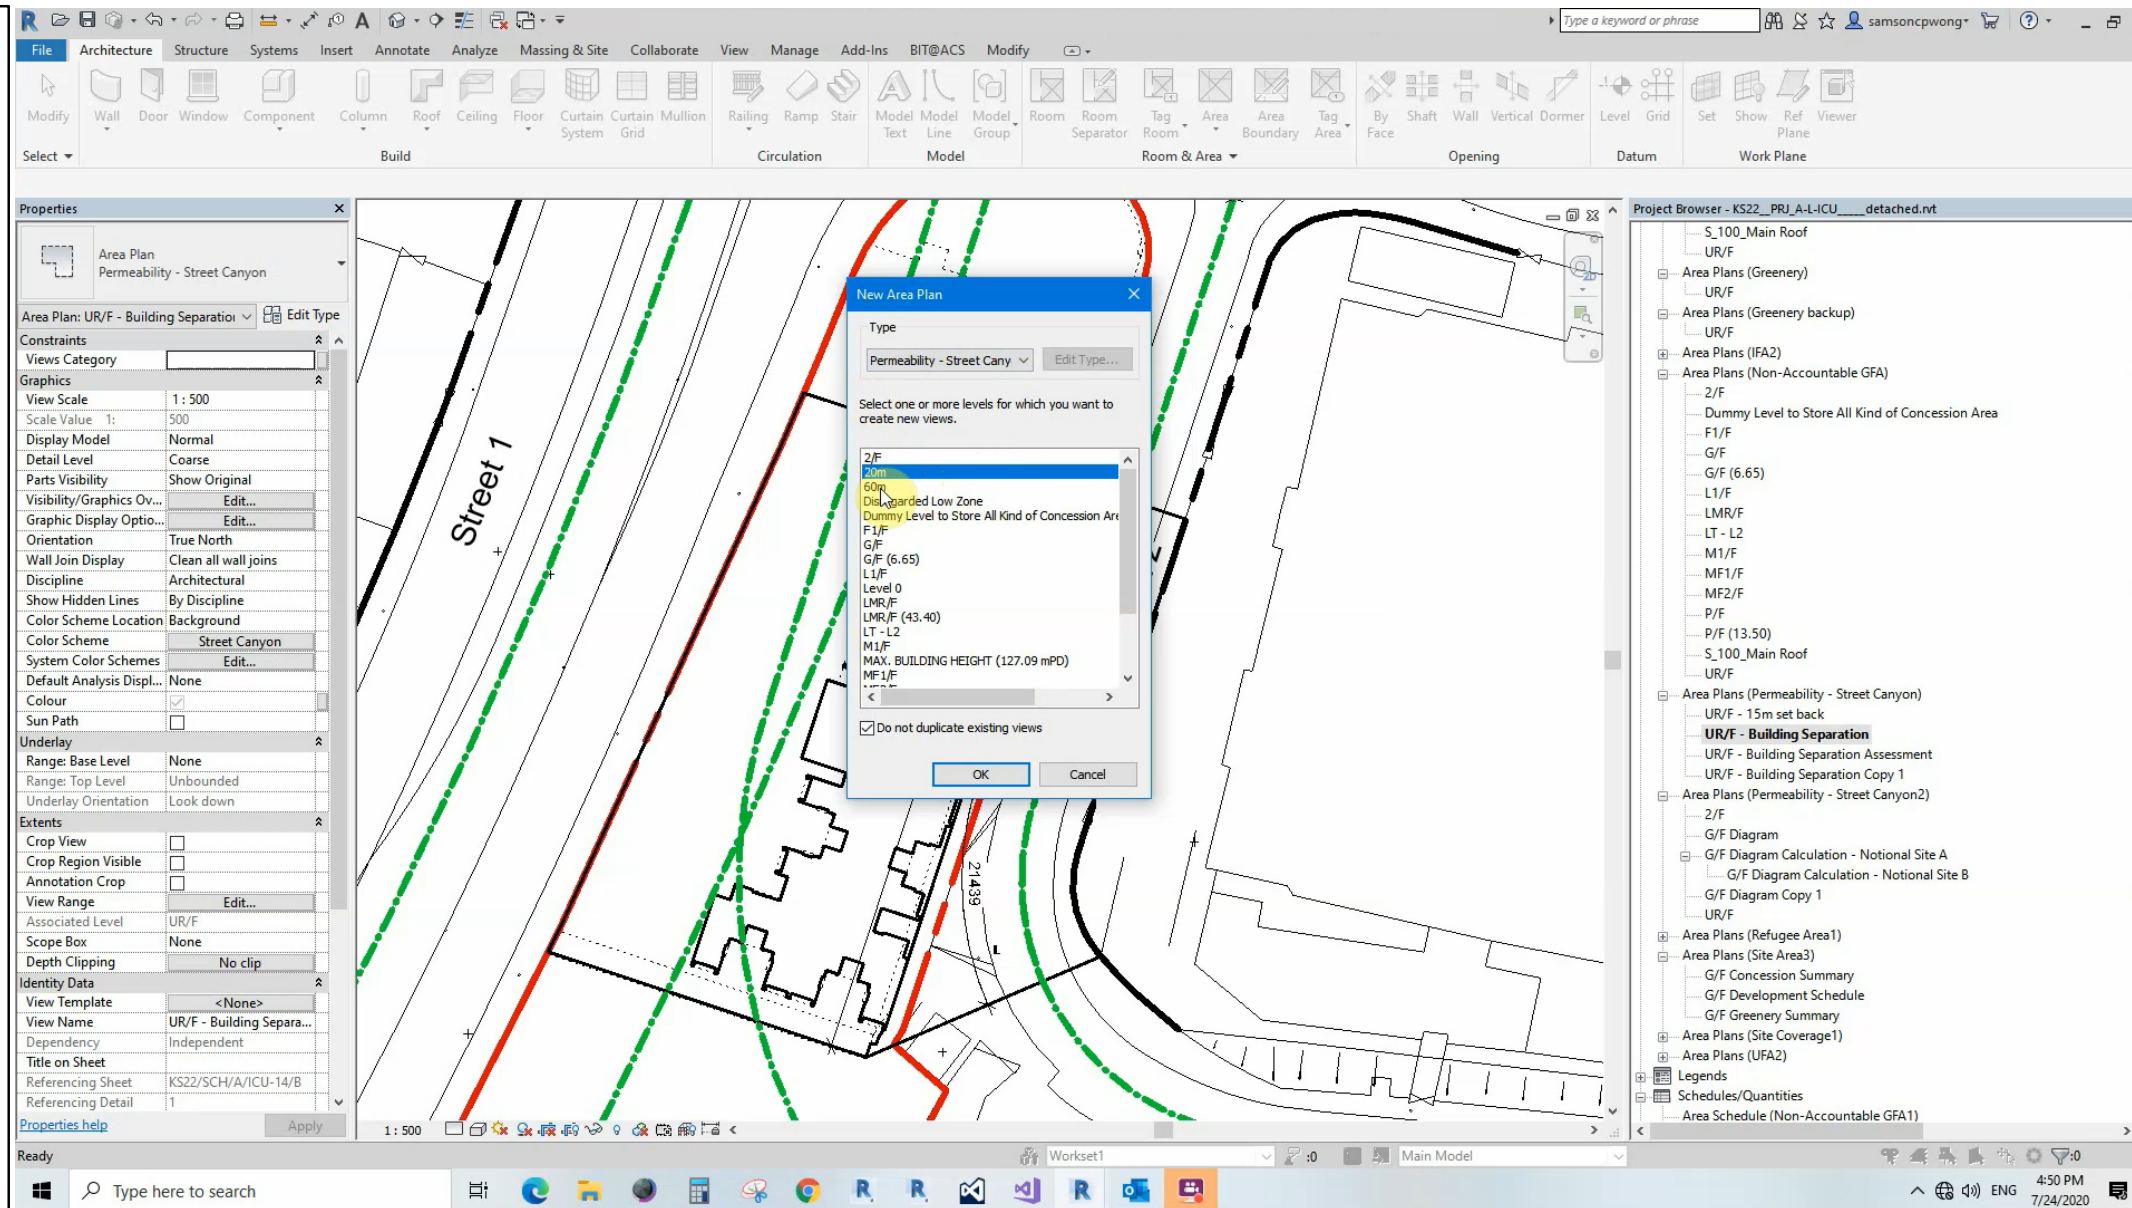 Type a keyword or phrase
samsoncpwong
File Architecture Structure Systems Insert Annotate Analyze Massing & Site Collaborate View Manage Add-Ins BIT@ACS Modify
Modify Wall Door Window Component Column Roof Ceiling Floor Curtain System Curtain Grid Mullion Railing Ramp Stair Model Text Model Line Model Group Room Room Separator Tag Room Area Area Boundary Tag Area By Face Shaft Wall Vertical Dormer Level Grid Set Show Ref Plane Viewer
Select Build Circulation Model Room & Area Opening Datum Work Plane
Properties
Area Plan
Permeability - Street Canyon
Area Plan: UR/F - Building Separatio
Edit Type
Constraints
Views Category
Graphics
View Scale 1 : 500
Scale Value 1: 500
Display Model Normal
Detail Level Coarse
Parts Visibility Show Original
Visibility/Graphics Ov... Edit...
Graphic Display Optio... Edit...
Orientation True North
Wall Join Display Clean all wall joins
Discipline Architectural
Show Hidden Lines By Discipline
Color Scheme Location Background
Color Scheme Street Canyon
System Color Schemes Edit...
Default Analysis Displ... None
Colour
Sun Path
Underlay
Range: Base Level None
Range: Top Level Unbounded
Underlay Orientation Look down
Extents
Crop View
Crop Region Visible
Annotation Crop
View Range Edit...
Associated Level UR/F
Scope Box None
Depth Clipping No clip
Identity Data
View Template <None>
View Name UR/F - Building Separa...
Dependency Independent
Title on Sheet
Referencing Sheet KS22/SCH/A/ICU-14/B
Referencing Detail 1
Properties help Apply
Street 1
21439
New Area Plan
Type
Permeability - Street Cany
Edit Type...
Select one or more levels for which you want to
create new views.
2/F
20m
60m
Disregarded Low Zone
Dummy Level to Store All Kind of Concession Are
F1/F
G/F
G/F (6.65)
L1/F
Level 0
LMR/F
LMR/F (43.40)
LT - L2
M1/F
MAX. BUILDING HEIGHT (127.09 mPD)
MF1/F
Do not duplicate existing views
OK Cancel
1 : 500
Project Browser - KS22__PRJ_A-L-ICU_____detached.rvt
S_100_Main Roof
UR/F
Area Plans (Greenery)
UR/F
Area Plans (Greenery backup)
UR/F
Area Plans (IFA2)
Area Plans (Non-Accountable GFA)
2/F
Dummy Level to Store All Kind of Concession Area
F1/F
G/F
G/F (6.65)
L1/F
LMR/F
LT - L2
M1/F
MF1/F
MF2/F
P/F
P/F (13.50)
S_100_Main Roof
UR/F
Area Plans (Permeability - Street Canyon)
UR/F - 15m set back
UR/F - Building Separation
UR/F - Building Separation Assessment
UR/F - Building Separation Copy 1
Area Plans (Permeability - Street Canyon2)
2/F
G/F Diagram
G/F Diagram Calculation - Notional Site A
G/F Diagram Calculation - Notional Site B
G/F Diagram Copy 1
UR/F
Area Plans (Refugee Area1)
Area Plans (Site Area3)
G/F Concession Summary
G/F Development Schedule
G/F Greenery Summary
Area Plans (Site Coverage1)
Area Plans (UFA2)
Legends
Schedules/Quantities
Area Schedule (Non-Accountable GFA1)
Ready
Workset1
:0
Main Model
:0
Type here to search
ENG
4:50 PM
7/24/2020